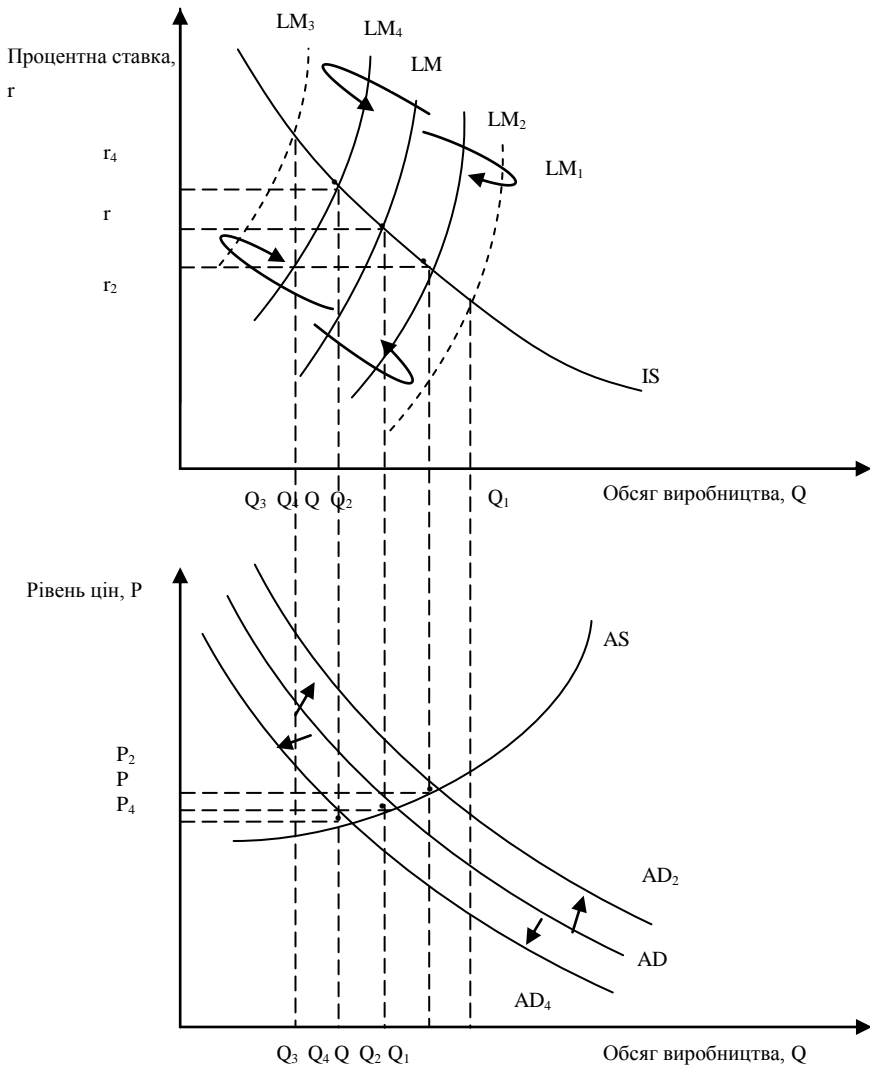 LM₃
LM₄
Процентна ставка,
r
LM
LM₂
LM₁
r₄
r
r₂
IS
Q₃ Q₄ Q Q₂ Q₁
Обсяг виробництва, Q
Рівень цін, P
AS
P₂
P
P₄
AD₂
AD
AD₄
Q₃ Q₄ Q Q₂ Q₁
Обсяг виробництва, Q